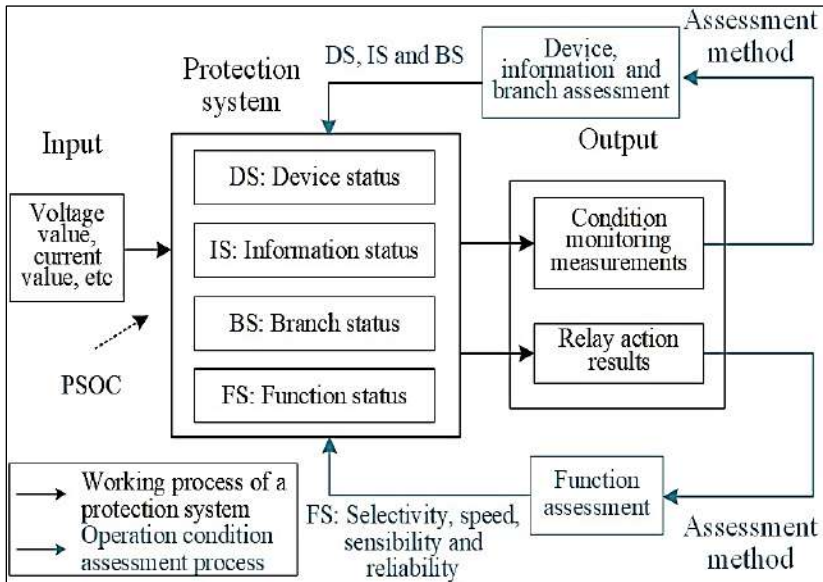 Assessment
method
DS, IS and BS
Device,
information and
branch assessment
Protection
system
Input
Output
Voltage
value,
current
value, etc
DS: Device status
IS: Information status
BS: Branch status
FS: Function status
Condition
monitoring
measurements
Relay action
results
PSOC
Working process of a
protection system
Operation condition
assessment process
FS: Selectivity, speed,
sensibility and
reliability
Function
assessment
Assessment
method